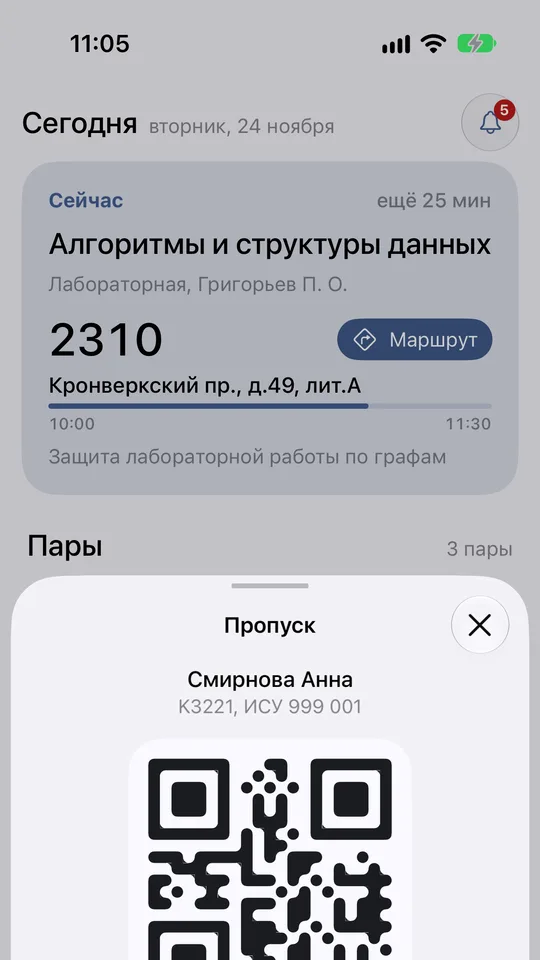 11:05
Сегодня вторник, 24 ноября
5
Сейчас ещё 25 мин
Алгоритмы и структуры данных
Лабораторная, Григорьев П. О.
2310 Маршрут
Кронверкский пр., д.49, лит.А
10:00 11:30
Защита лабораторной работы по графам
Пары 3 пары
Пропуск
Смирнова Анна
К3221, ИСУ 999 001